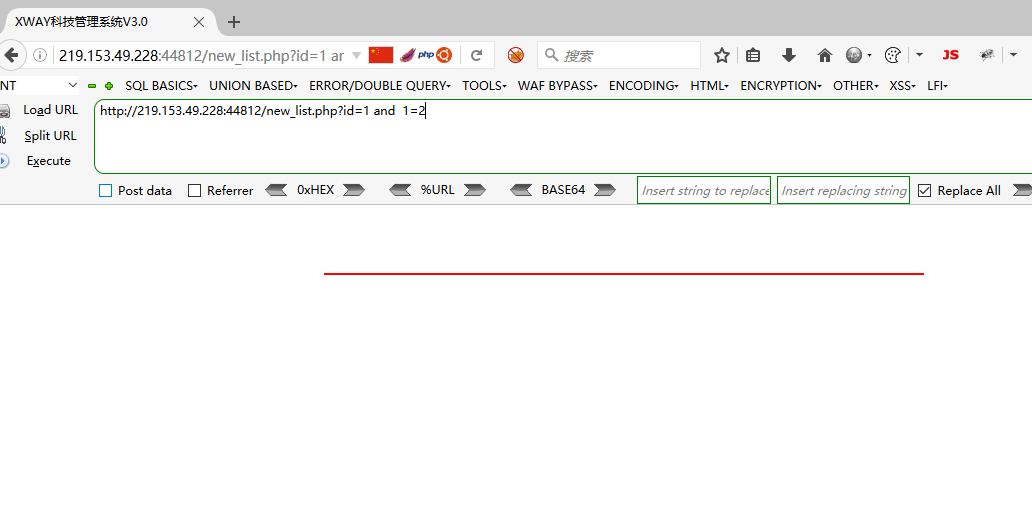 XWAY科技管理系统V3.0
219.153.49.228:44812/new_list.php?id=1 ar
php
搜索
JS
NT
SQL BASICS
UNION BASED
ERROR/DOUBLE QUERY
TOOLS
WAF BYPASS
ENCODING
HTML
ENCRYPTION
OTHER
XSS
LFI
Load URL
http://219.153.49.228:44812/new_list.php?id=1 and  1=2
Split URL
Execute
Post data
Referrer
0xHEX
%URL
BASE64
Insert string to replace
Insert replacing string
Replace All